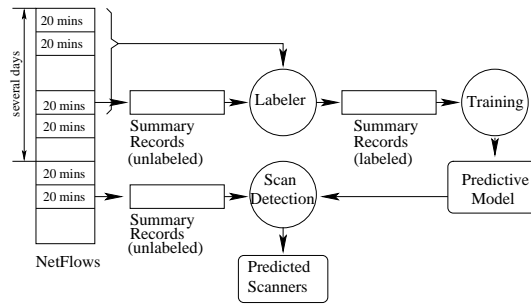 several days
20 mins
20 mins
20 mins
20 mins
20 mins
20 mins
NetFlows
Summary
Records
(unlabeled)
Labeler
Summary
Records
(labeled)
Training
Predictive
Model
Summary
Records
(unlabeled)
Scan
Detection
Predicted
Scanners